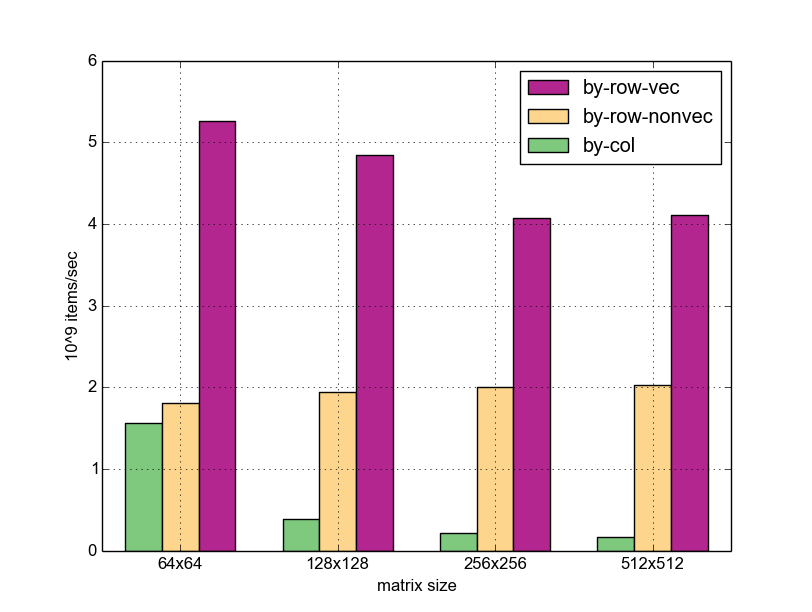 6
5
4
3
2
1
0
10^9 items/sec
by-row-vec
by-row-nonvec
by-col
64x64 128x128 256x256 512x512
matrix size